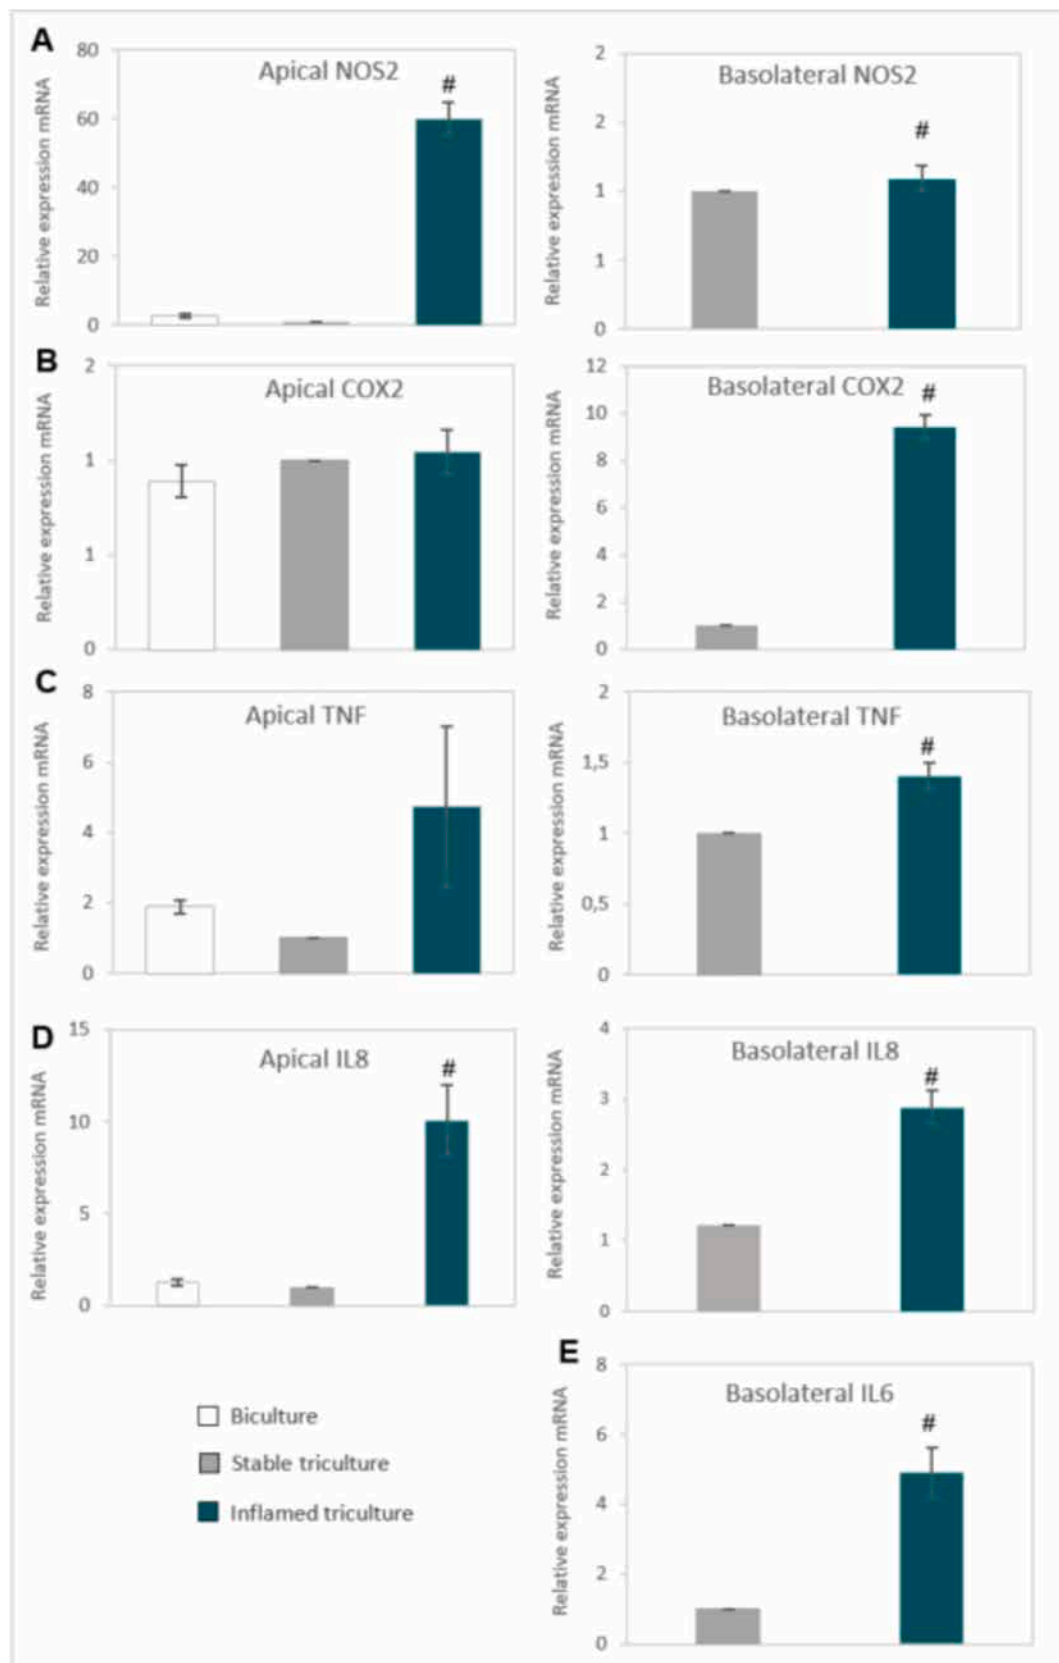 A
Relative expression mRNA
Apical NOS2
#
80
60
40
20
0
Relative expression mRNA
Basolateral NOS2
#
2
2
1
1
0
B
Relative expression mRNA
Apical COX2
2
1
1
0
Relative expression mRNA
Basolateral COX2
#
12
10
8
6
4
2
0
C
Relative expression mRNA
Apical TNF
8
6
4
2
0
Relative expression mRNA
Basolateral TNF
#
2
1,5
1
0,5
0
D
Relative expression mRNA
Apical IL8
#
15
10
5
0
Relative expression mRNA
Basolateral IL8
#
4
3
2
1
0
Biculture
Stable triculture
Inflamed triculture
E
Relative expression mRNA
Basolateral IL6
#
8
6
4
2
0